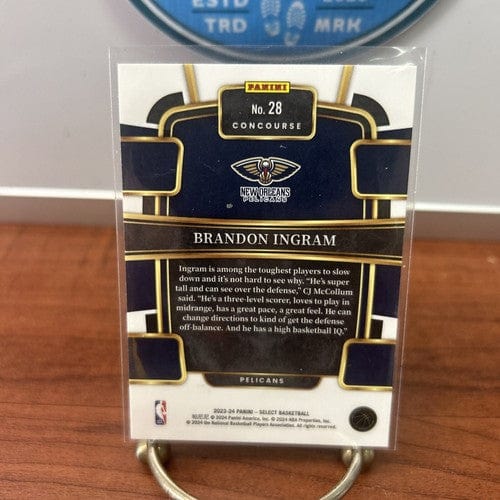 ESTD
TRD MRK
PANINI
No. 28
CONCOURSE
NEW ORLEANS
PELICANS
BRANDON INGRAM
Ingram is among the toughest players to slow
down and it's not hard to see why. "He's super
tall and can see over the defense," CJ McCollum
said. "He's a three-level scorer, loves to play in
midrange, has a great pace, a great feel. He can
change directions to kind of get the defense
off-balance. And he has a high basketball IQ."
PELICANS
2023-24 PANINI – SELECT BASKETBALL
© 2024 Panini America, Inc. © 2024 NBA Properties, Inc.
© 2024 the National Basketball Players Association. All rights reserved.